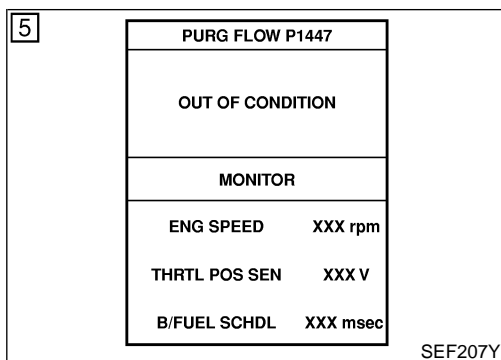 5
PURG FLOW P1447
OUT OF CONDITION
MONITOR
ENG SPEED XXX rpm
THRTL POS SEN XXX V
B/FUEL SCHDL XXX msec
SEF207Y